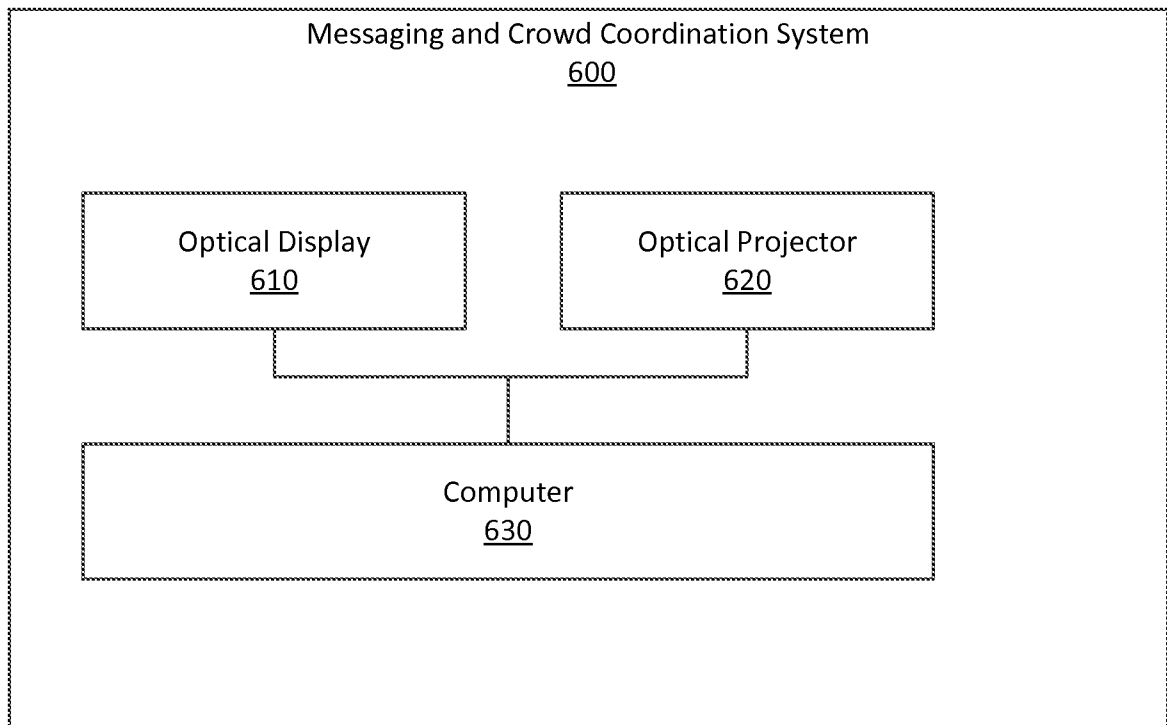 Messaging and Crowd Coordination System
600
Optical Display
610
Optical Projector
620
Computer
630